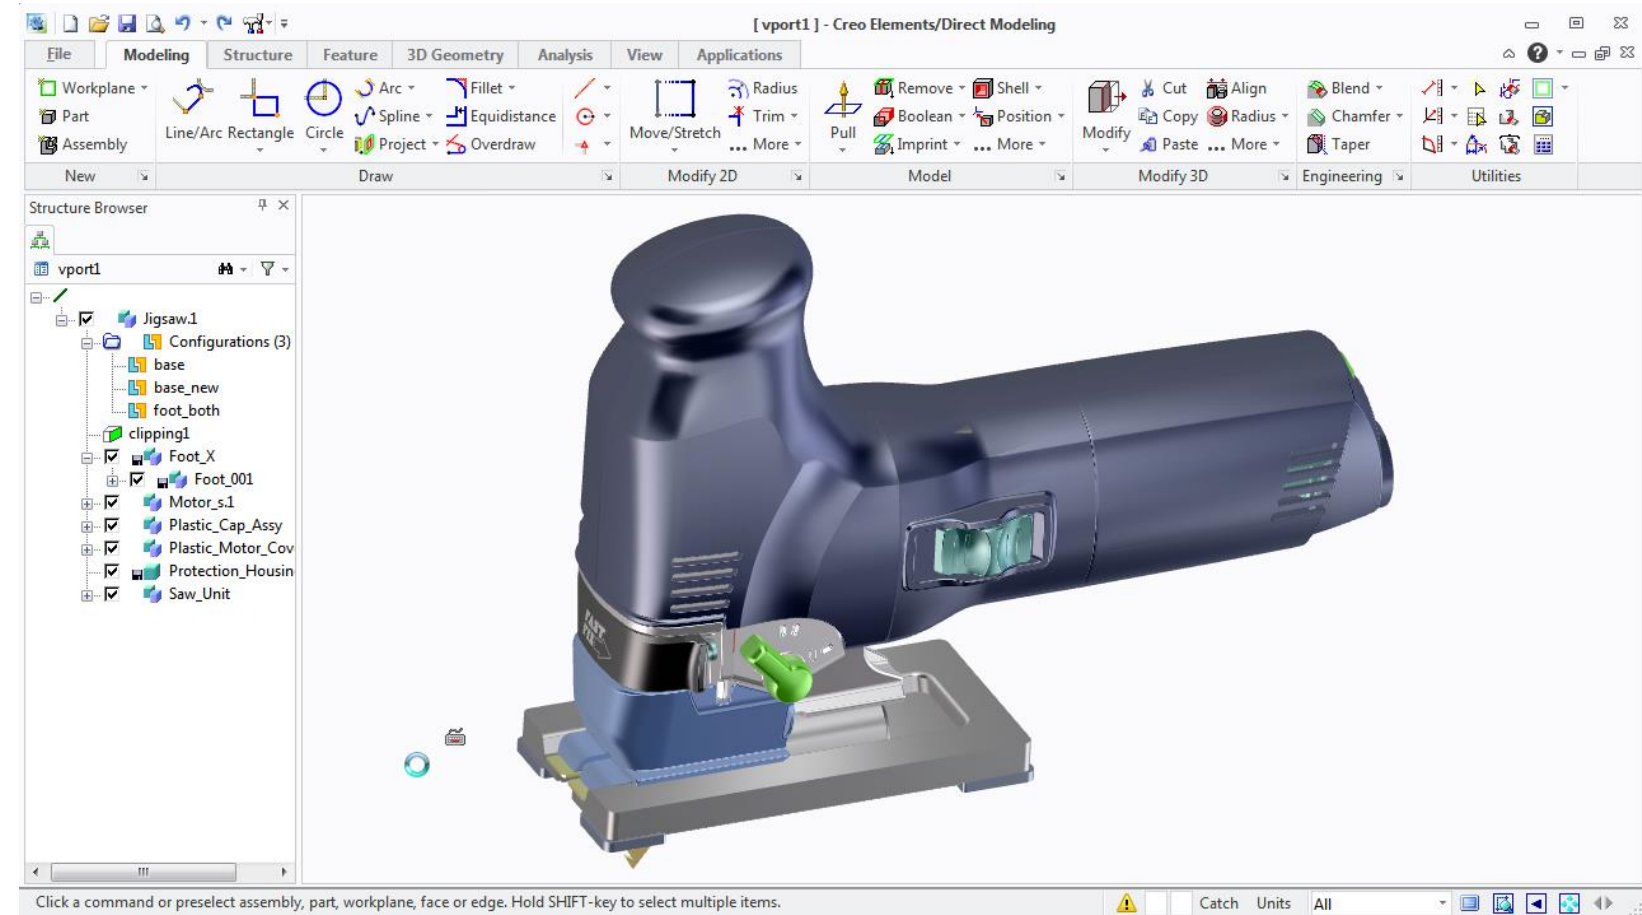 [ vport1 ] - Creo Elements/Direct Modeling
File Modeling Structure Feature 3D Geometry Analysis View Applications
Workplane Arc Fillet Radius Remove Shell Cut Align Blend
Part Spline Equidistance Trim Boolean Position Copy Radius Chamfer
Line/Arc Rectangle Circle Move/Stretch Pull Modify
Assembly Project Overdraw ... More Imprint ... More Paste ... More Taper
New Draw Modify 2D Model Modify 3D Engineering Utilities
Structure Browser
vport1
Jigsaw.1
Configurations (3)
base
base_new
foot_both
clipping1
Foot_X
Foot_001
Motor_s.1
Plastic_Cap_Assy
Plastic_Motor_Cov
Protection_Housin
Saw_Unit
FAST
FIX
Click a command or preselect assembly, part, workplane, face or edge. Hold SHIFT-key to select multiple items.
Catch Units All